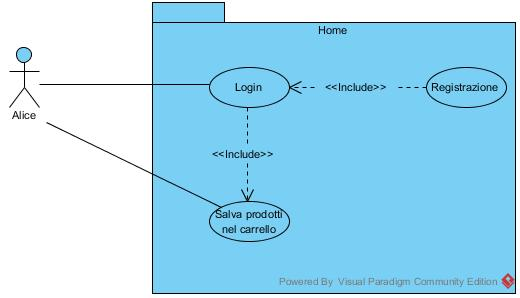 Home
Alice
Login
<<Include>>
Registrazione
<<Include>>
Salva prodotti
nel carrello
Powered By Visual Paradigm Community Edition